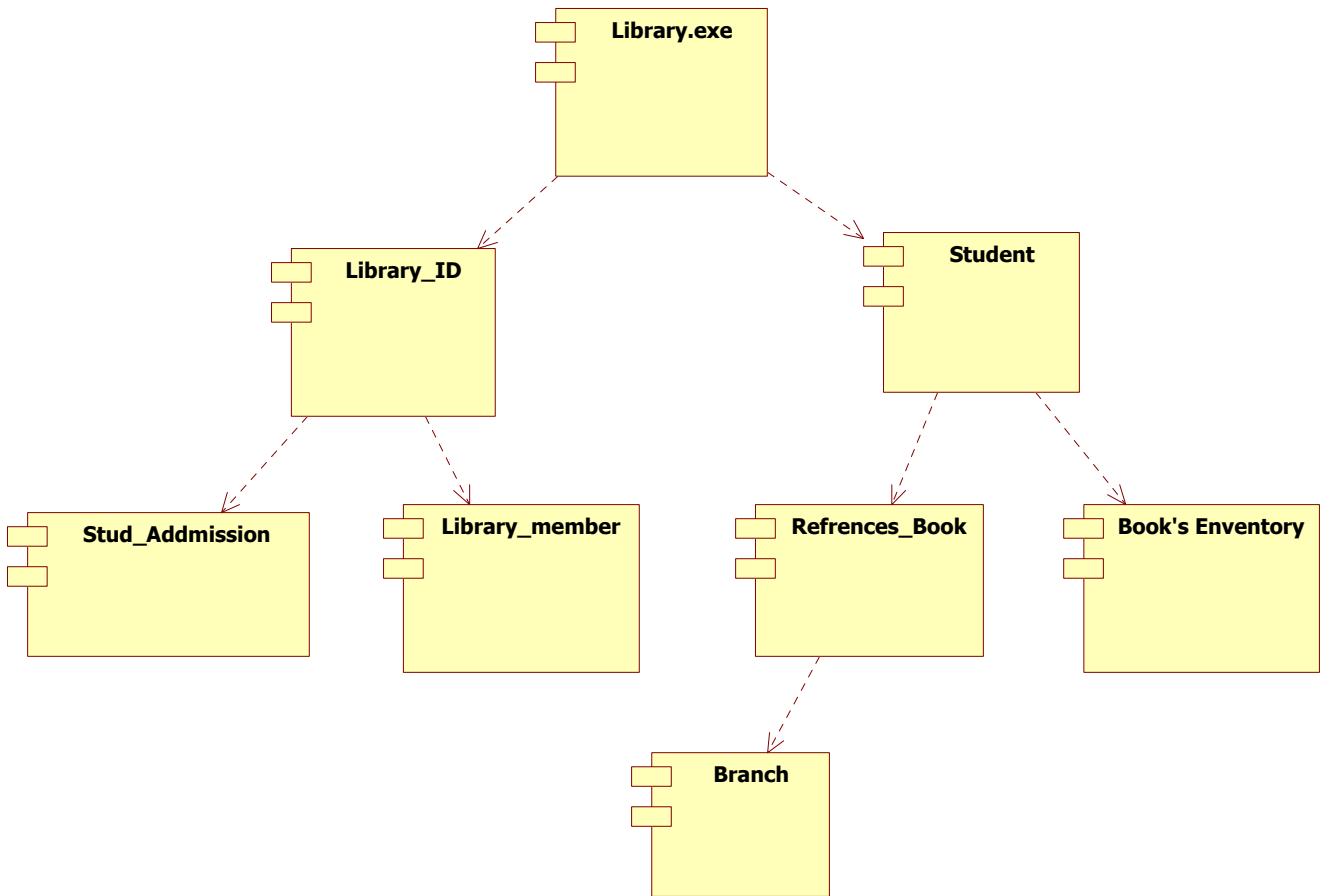 Library.exe
Library_ID
Student
Stud_Addmission
Library_member
Refrences_Book
Book's Enventory
Branch